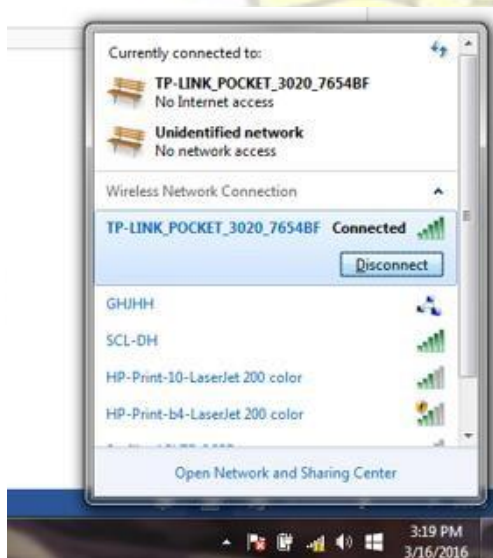 Currently connected to:
TP-LINK_POCKET_3020_7654BF
No Internet access
Unidentified network
No network access
Wireless Network Connection
TP-LINK_POCKET_3020_7654BF Connected
Disconnect
GHJHH
SCL-DH
HP-Print-10-LaserJet 200 color
HP-Print-b4-LaserJet 200 color
Open Network and Sharing Center
3:19 PM
3/16/2016